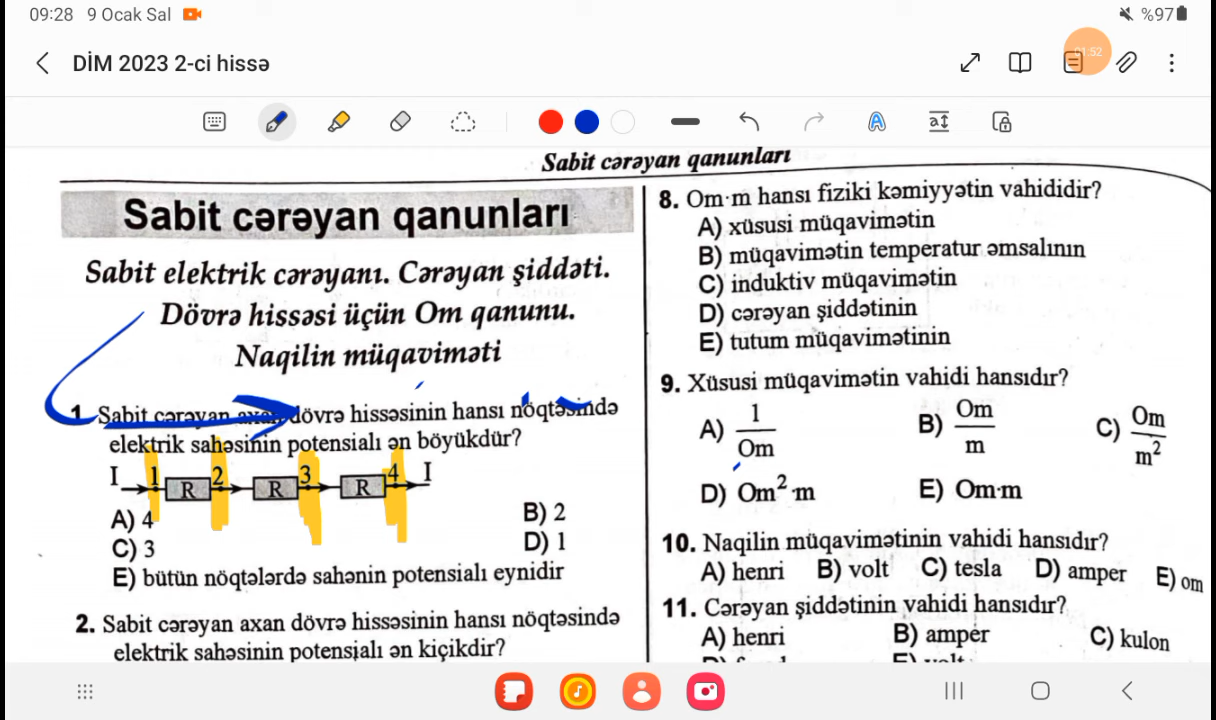 09:28 9 Ocak Sal
%97
DİM 2023 2-ci hissə
01:52
Sabit cərəyan qanunları
Sabit cərəyan qanunları
Sabit elektrik cərəyanı. Cərəyan şiddəti.
Dövrə hissəsi üçün Om qanunu.
Naqilin müqaviməti
1. Sabit cərəyan axan dövrə hissəsinin hansı nöqtəsində
elektrik sahəsinin potensialı ən böyükdür?
I 1 R 2 R 3 R 4 I
A) 4 B) 2
C) 3 D) 1
E) bütün nöqtələrdə sahənin potensialı eynidir
2. Sabit cərəyan axan dövrə hissəsinin hansı nöqtəsində
elektrik sahəsinin potensialı ən kiçikdir?
8. Om·m hansı fiziki kəmiyyətin vahididir?
A) xüsusi müqavimətin
B) müqavimətin temperatur əmsalının
C) induktiv müqavimətin
D) cərəyan şiddətinin
E) tutum müqavimətinin
9. Xüsusi müqavimətin vahidi hansıdır?
A) 1/Om B) Om/m C) Om/m²
D) Om²·m E) Om·m
10. Naqilin müqavimətinin vahidi hansıdır?
A) henri B) volt C) tesla D) amper E) om
11. Cərəyan şiddətinin vahidi hansıdır?
A) henri B) amper C) kulon